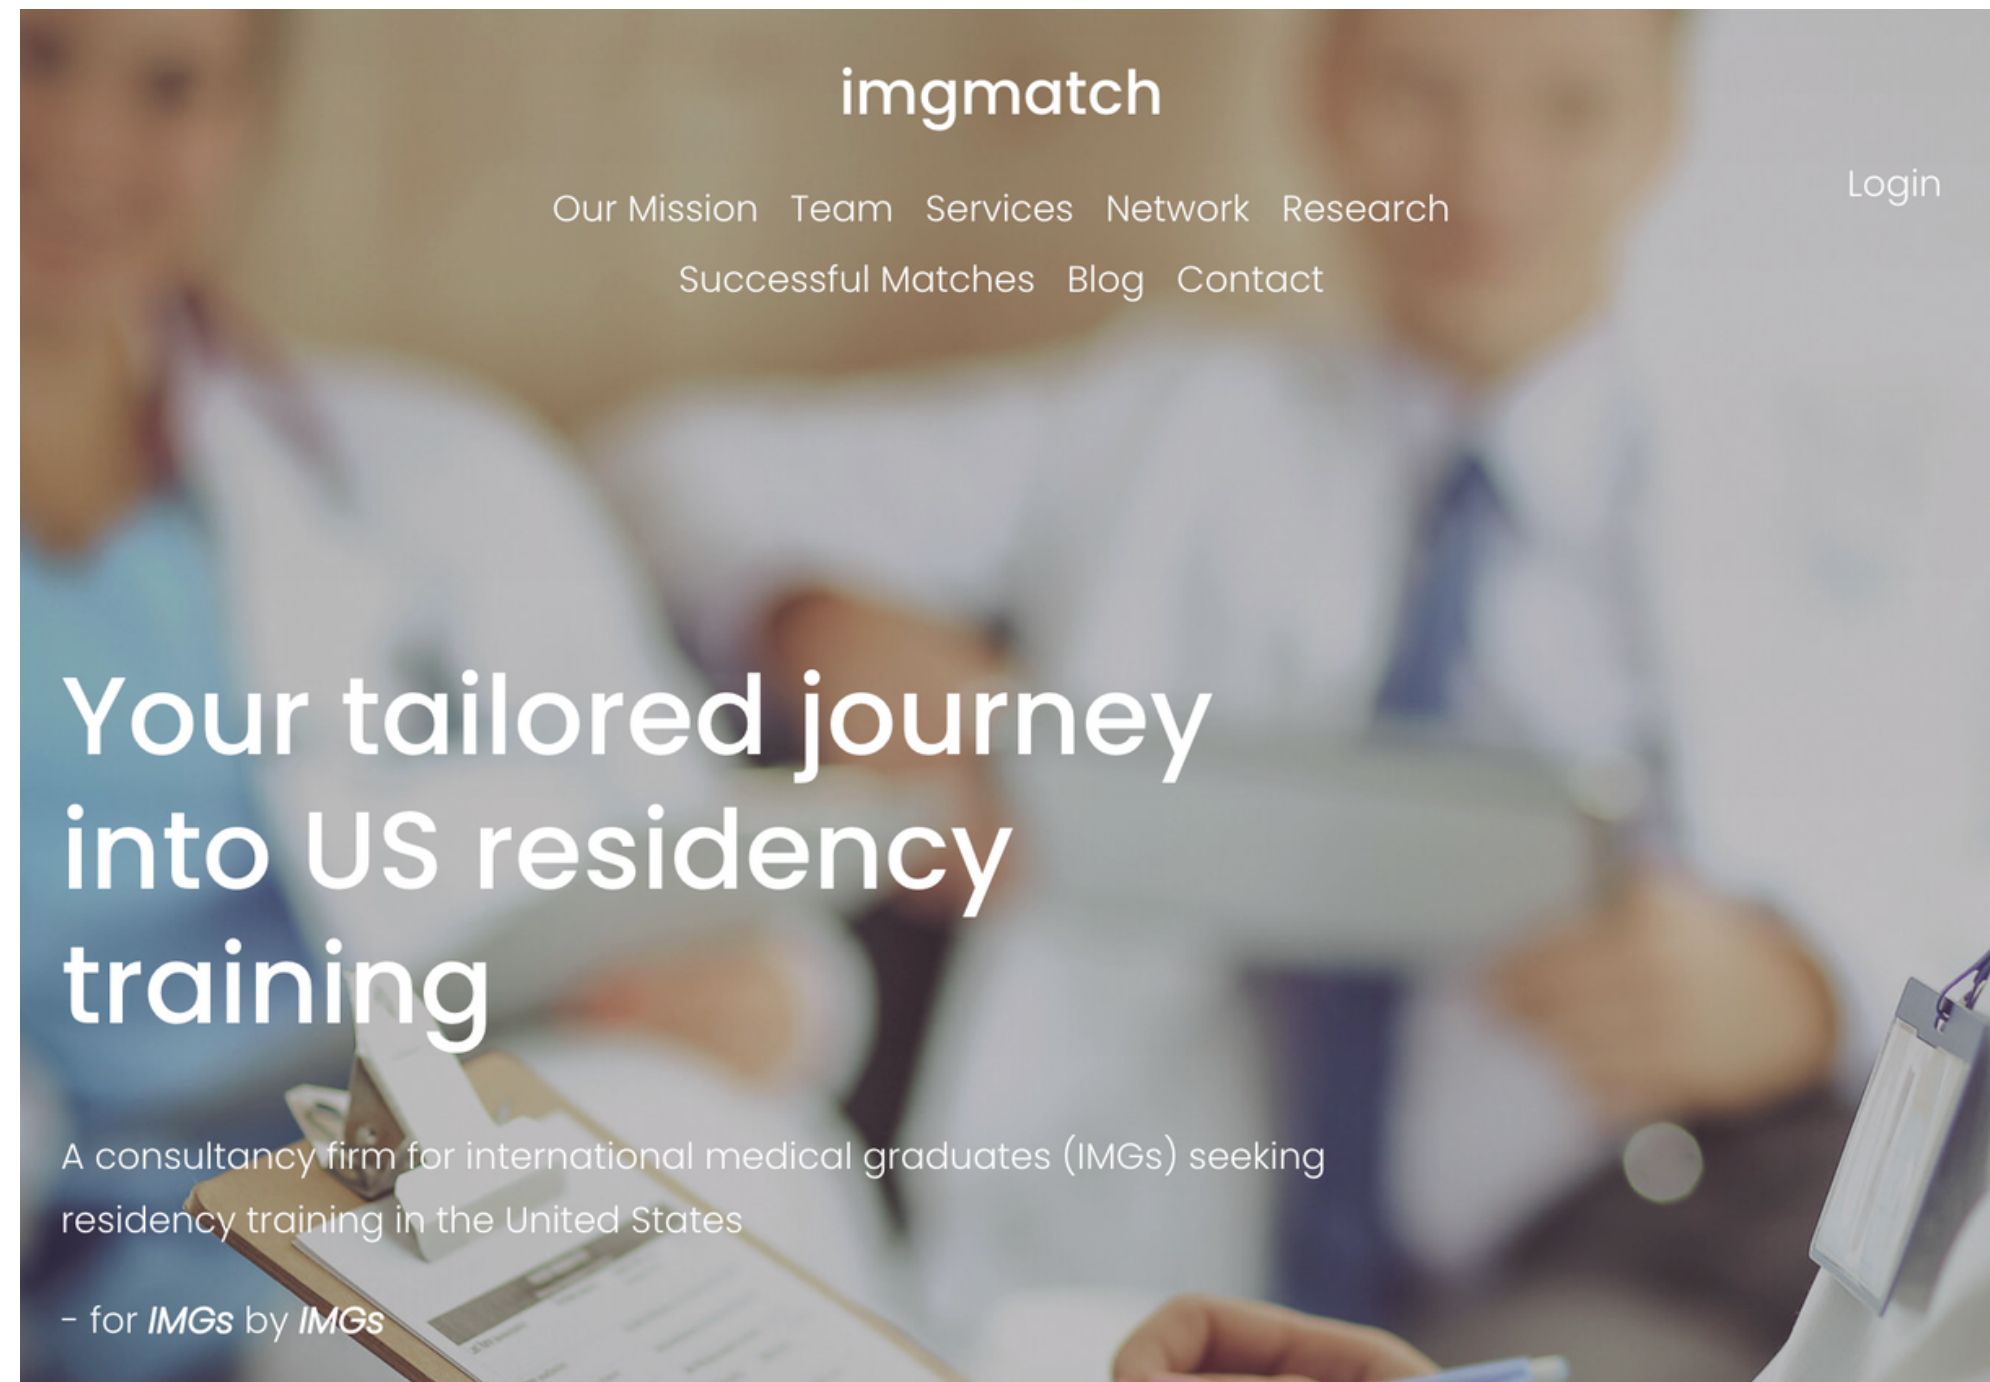 imgmatch
Login
Our Mission Team Services Network Research
Successful Matches Blog Contact
Your tailored journey
into US residency
training
A consultancy firm for international medical graduates (IMGs) seeking
residency training in the United States
- for IMGs by IMGs